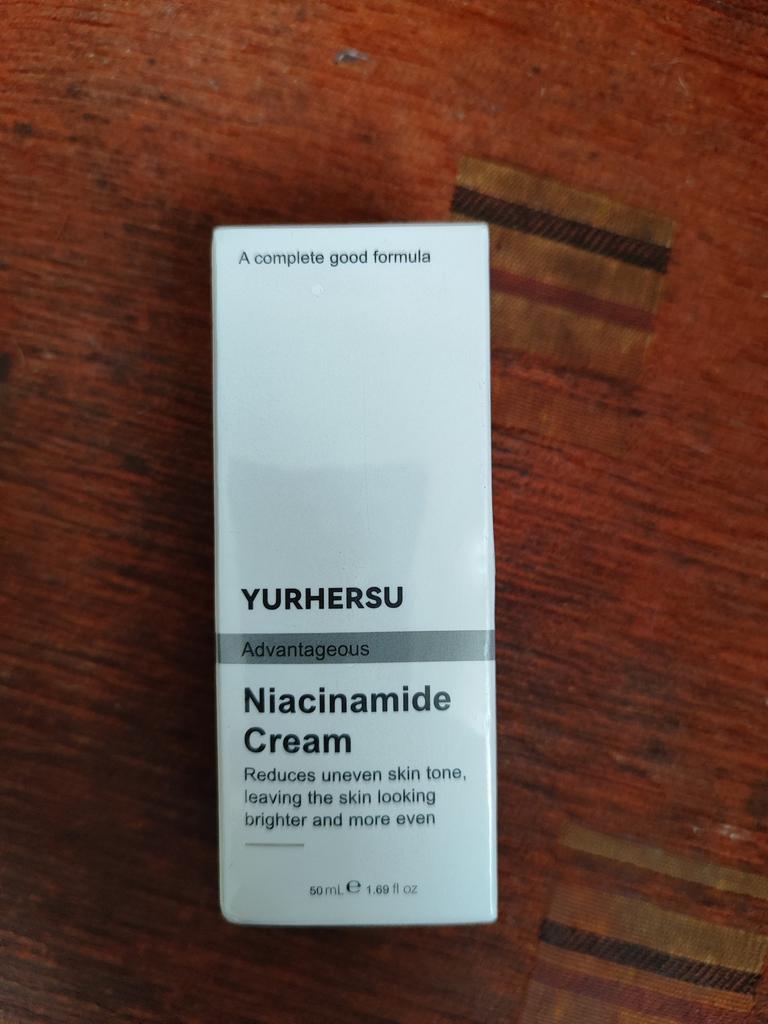 A complete good formula
YURHERSU
Advantageous
Niacinamide
Cream
Reduces uneven skin tone,
leaving the skin looking
brighter and more even
50 mL ℮ 1.69 fl oz